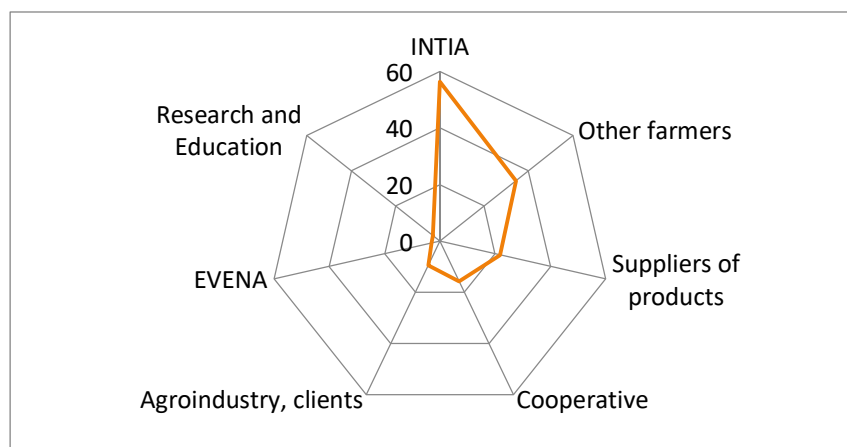 INTIA
60
Research and
Education
Other farmers
40
20
0
EVENA
Suppliers of
products
Agroindustry, clients
Cooperative